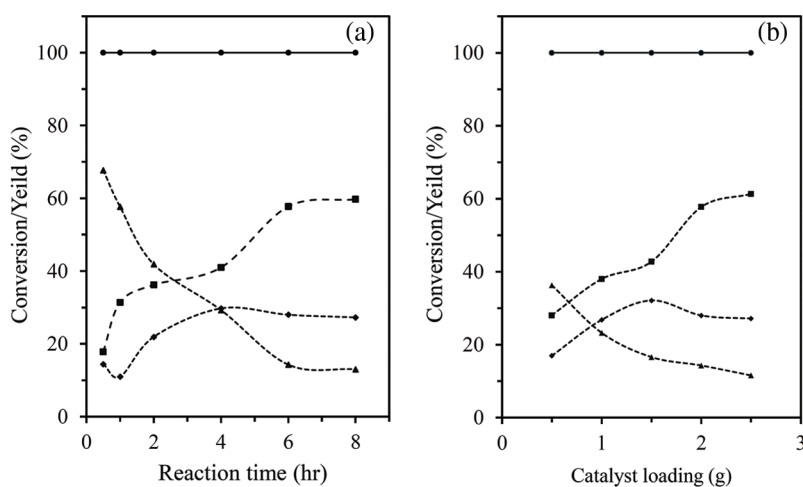 (a)
100
80
60
40
20
0
0 2 4 6 8
Conversion/Yeild (%)
Reaction time (hr)
(b)
100
80
60
40
20
0
0 1 2 3
Conversion/Yeild (%)
Catalyst loading (g)